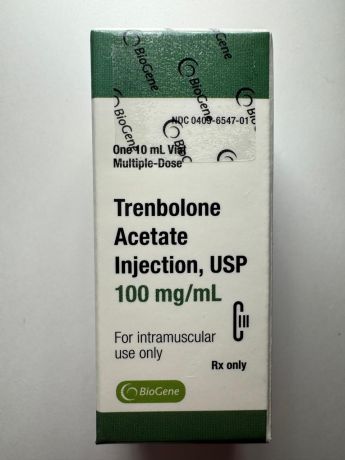 BioGene
BioGene
BioGene
BioGene
NDC 0409-6547-01
One 10 mL Vial
Multiple-Dose
Trenbolone
Acetate
Injection, USP
100 mg/mL
CIII
For intramuscular
use only
Rx only
BioGene